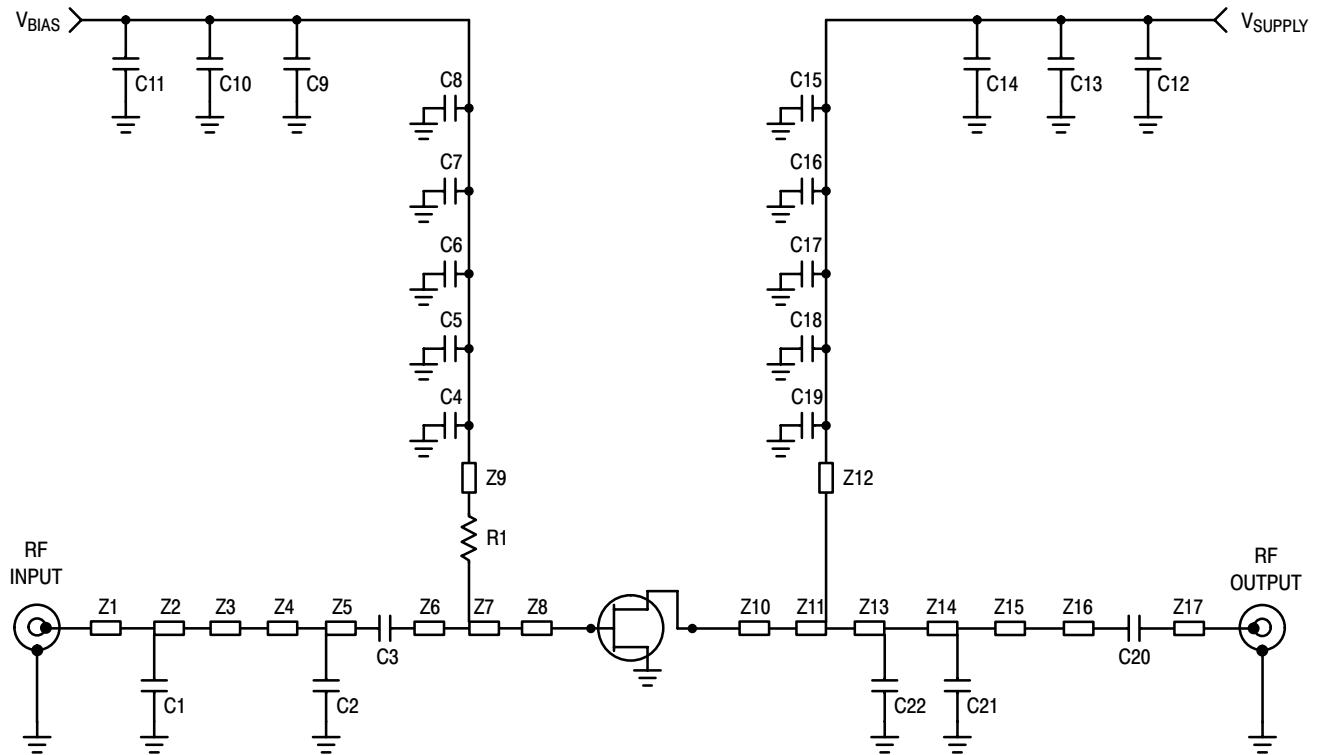 VBIAS
VSUPPLY
C11
C10
C9
C8
C15
C14
C13
C12
C7
C16
C6
C17
C5
C18
C4
C19
Z9
Z12
R1
RF
INPUT
RF
OUTPUT
Z1
Z2
Z3
Z4
Z5
Z6
Z7
Z8
Z10
Z11
Z13
Z14
Z15
Z16
Z17
C3
C20
C1
C2
C22
C21